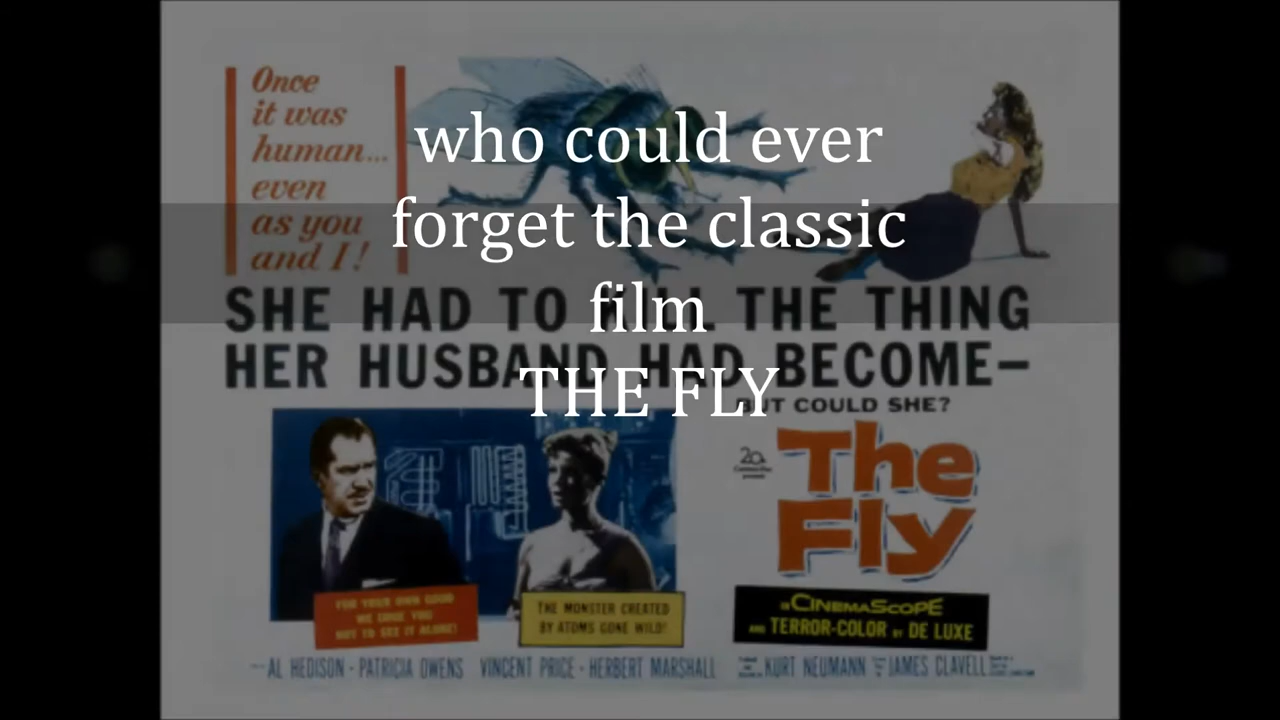 who could ever
forget the classic
film
THE FLY
Once
it was
human...
even
as you
and I!
SHE HAD TO KILL THE THING
HER HUSBAND HAD BECOME—
BUT COULD SHE?
20
The
Fly
FOR YOUR OWN GOOD
WE URGE YOU
NOT TO SEE IT ALONE!
THE MONSTER CREATED
BY ATOMS GONE WILD!
IN CINEMASCOPE
AND TERROR-COLOR BY DE LUXE
AL HEDISON · PATRICIA OWENS VINCENT PRICE · HERBERT MARSHALL KURT NEUMANN JAMES CLAVELL